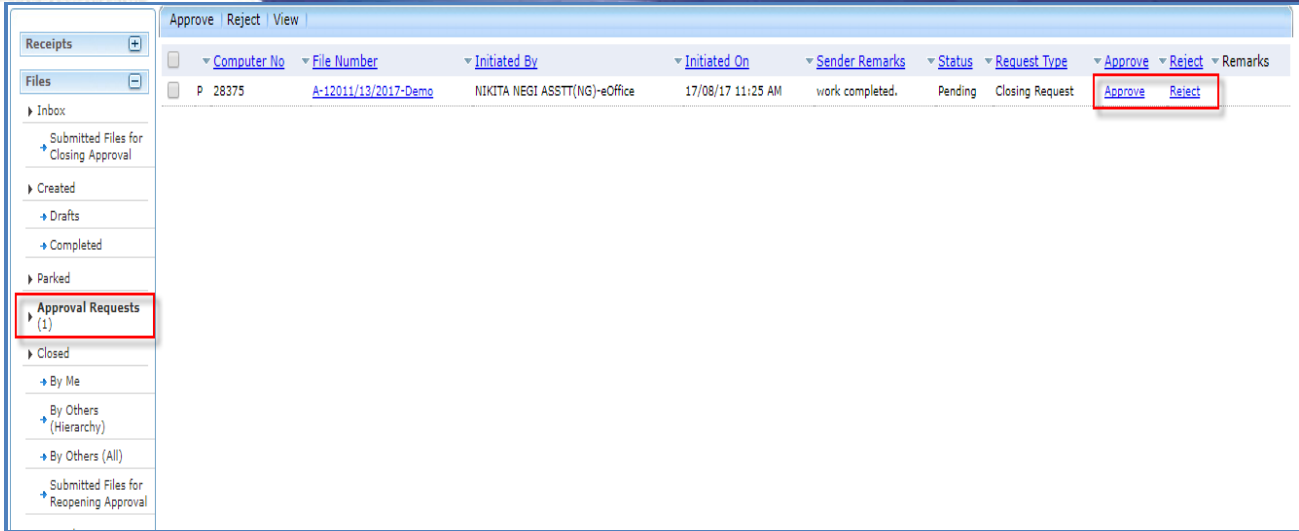 Approve | Reject | View |
Receipts
Files
Inbox
Submitted Files for
Closing Approval
Created
Drafts
Completed
Parked
Approval Requests
(1)
Closed
By Me
By Others
(Hierarchy)
By Others (All)
Submitted Files for
Reopening Approval
Computer No File Number Initiated By Initiated On Sender Remarks Status Request Type Approve Reject Remarks
P 28375 A-12011/13/2017-Demo NIKITA NEGI ASSTT(NG)-eOffice 17/08/17 11:25 AM work completed. Pending Closing Request Approve Reject